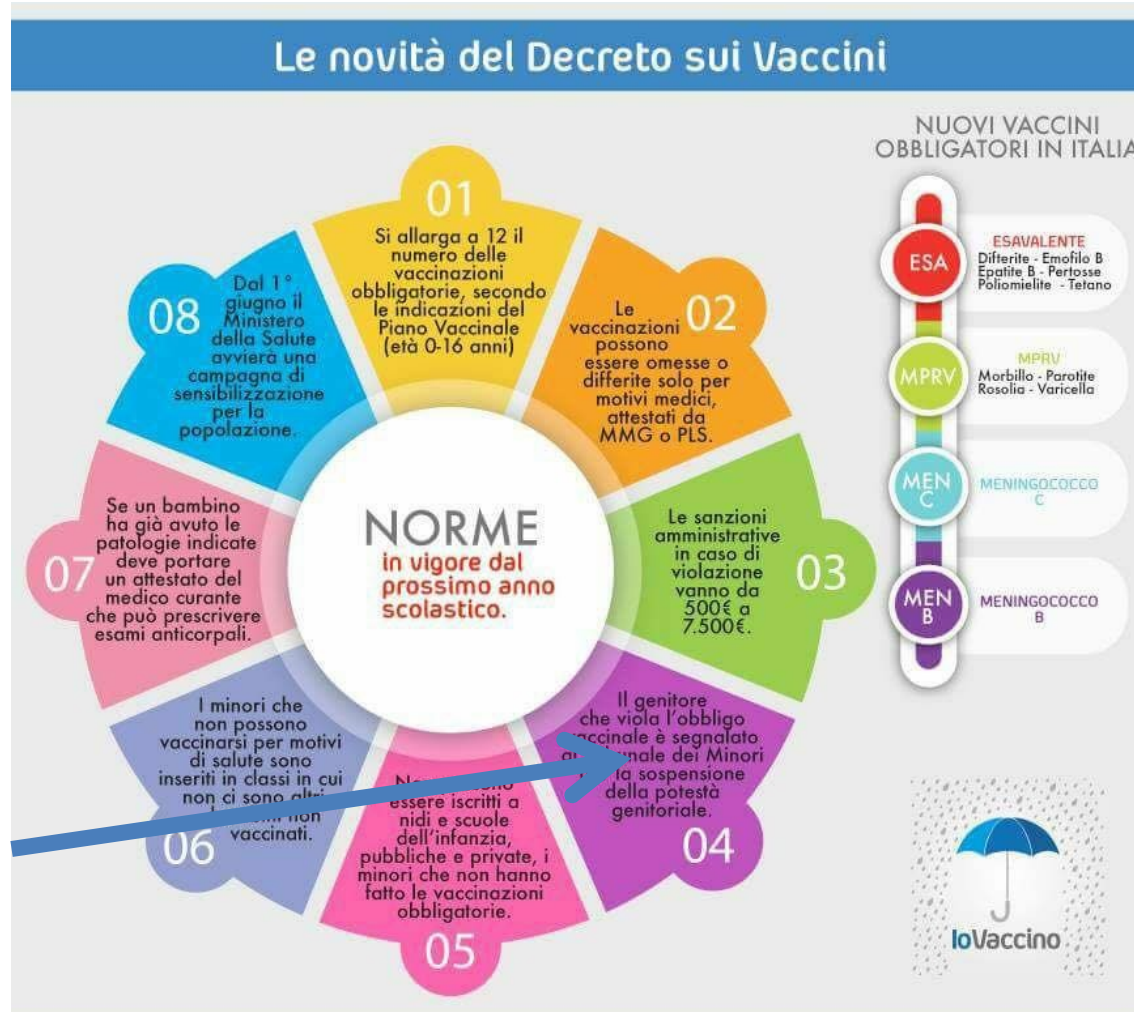 Le novità del Decreto sui Vaccini
NUOVI VACCINI
OBBLIGATORI IN ITALIA
01
Si allarga a 12 il
numero delle
vaccinazioni
obbligatorie, secondo
le indicazioni del
Piano Vaccinale
(età 0-16 anni)
02
Le
vaccinazioni
possono
essere omesse o
differite solo per
motivi medici,
attestati da
MMG o PLS.
03
Le sanzioni
amministrative
in caso di
violazione
vanno da
500€ a
7.500€.
Il genitore
che viola l'obbligo
vaccinale è segnalato
dei Minori
la sospensione
della potestà
genitoriale.
04
essere iscritti a
nidi e scuole
dell'infanzia,
pubbliche e private, i
minori che non hanno
fatto le vaccinazioni
obbligatorie.
05
I minori che
non possono
vaccinarsi per motivi
di salute sono
inseriti in classi in cui
non ci sono altri
non
vaccinati.
06
Se un bambino
ha già avuto le
patologie indicate
deve portare
un attestato del
medico curante
che può prescrivere
esami anticorpali.
07
08
Dal 1°
giugno il
Ministero
della Salute
avvierà una
campagna di
sensibilizzazione
per la
popolazione.
NORME
in vigore dal
prossimo anno
scolastico.
ESA
ESAVALENTE
Difterite - Emofilo B
Epatite B - Pertosse
Poliomielite - Tetano
MPRV
MPRV
Morbillo - Parotite
Rosolia - Varicella
MEN
C
MENINGOCOCCO
C
MEN
B
MENINGOCOCCO
B
IoVaccino